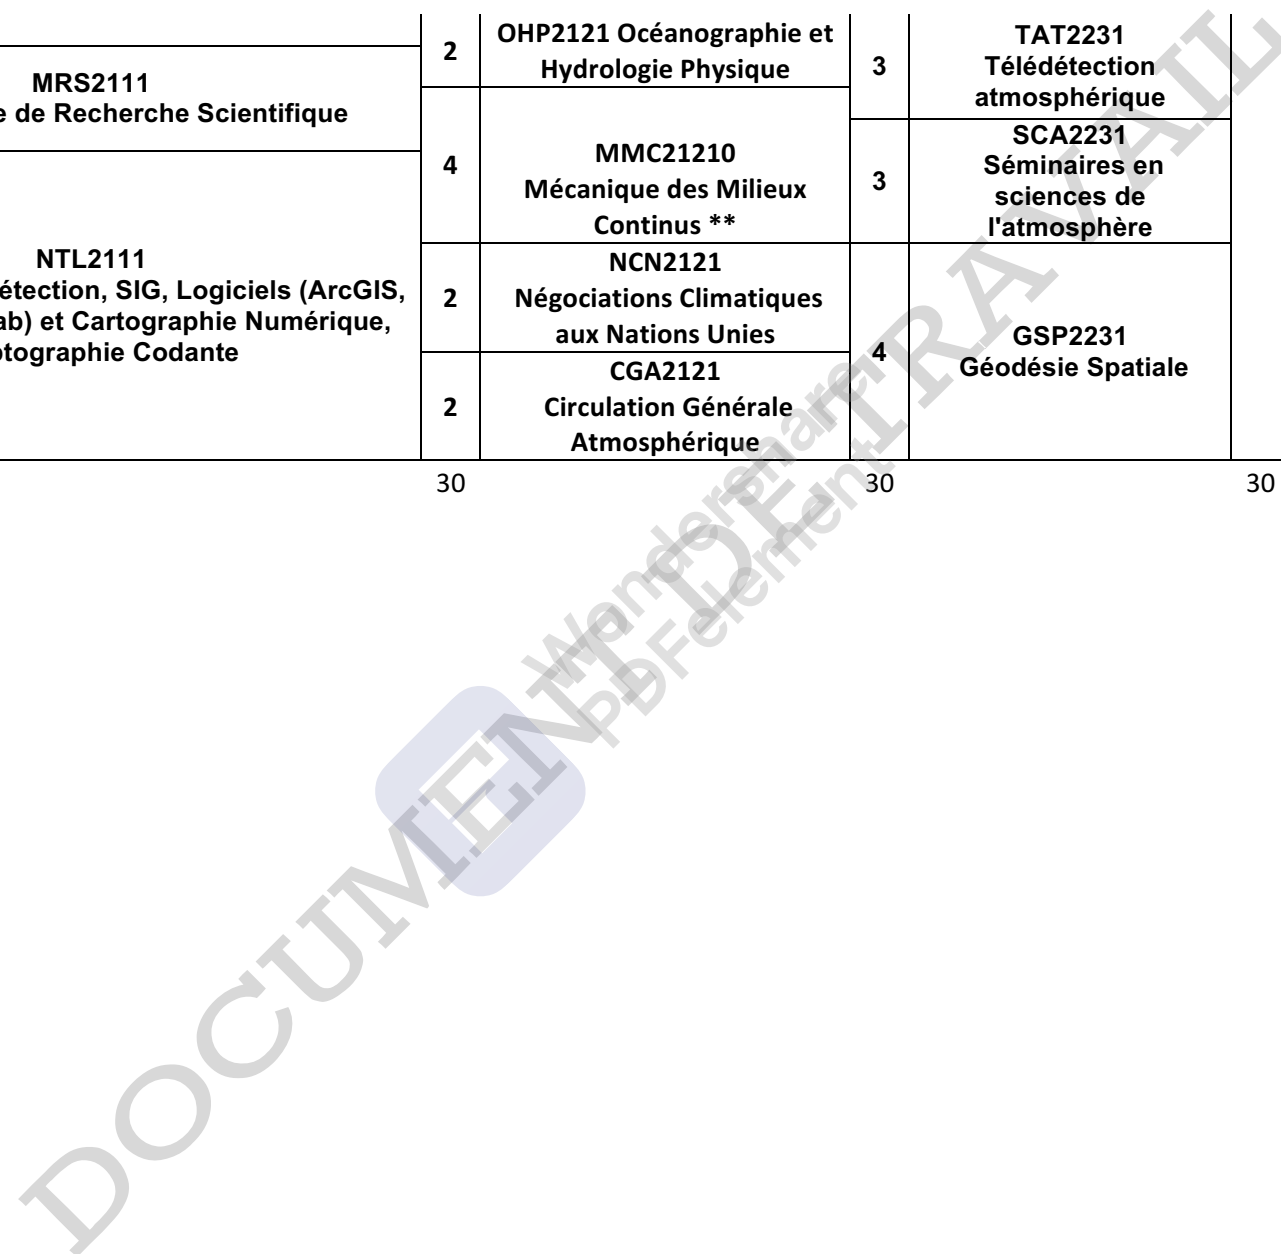 MRS2111
de Recherche Scientifique
NTL2111
étection, SIG, Logiciels (ArcGIS,
ab) et Cartographie Numérique,
tographie Codante
2
4
2
2
30
OHP2121 Océanographie et
Hydrologie Physique
MMC21210
Mécanique des Milieux
Continus **
NCN2121
Négociations Climatiques
aux Nations Unies
CGA2121
Circulation Générale
Atmosphérique
3
3
4
30
TAT2231
Télédétection
atmosphérique
SCA2231
Séminaires en
sciences de
l'atmosphère
GSP2231
Géodésie Spatiale
30
DOCUMENT DE TRAVAIL
Wondershare
PDFelement